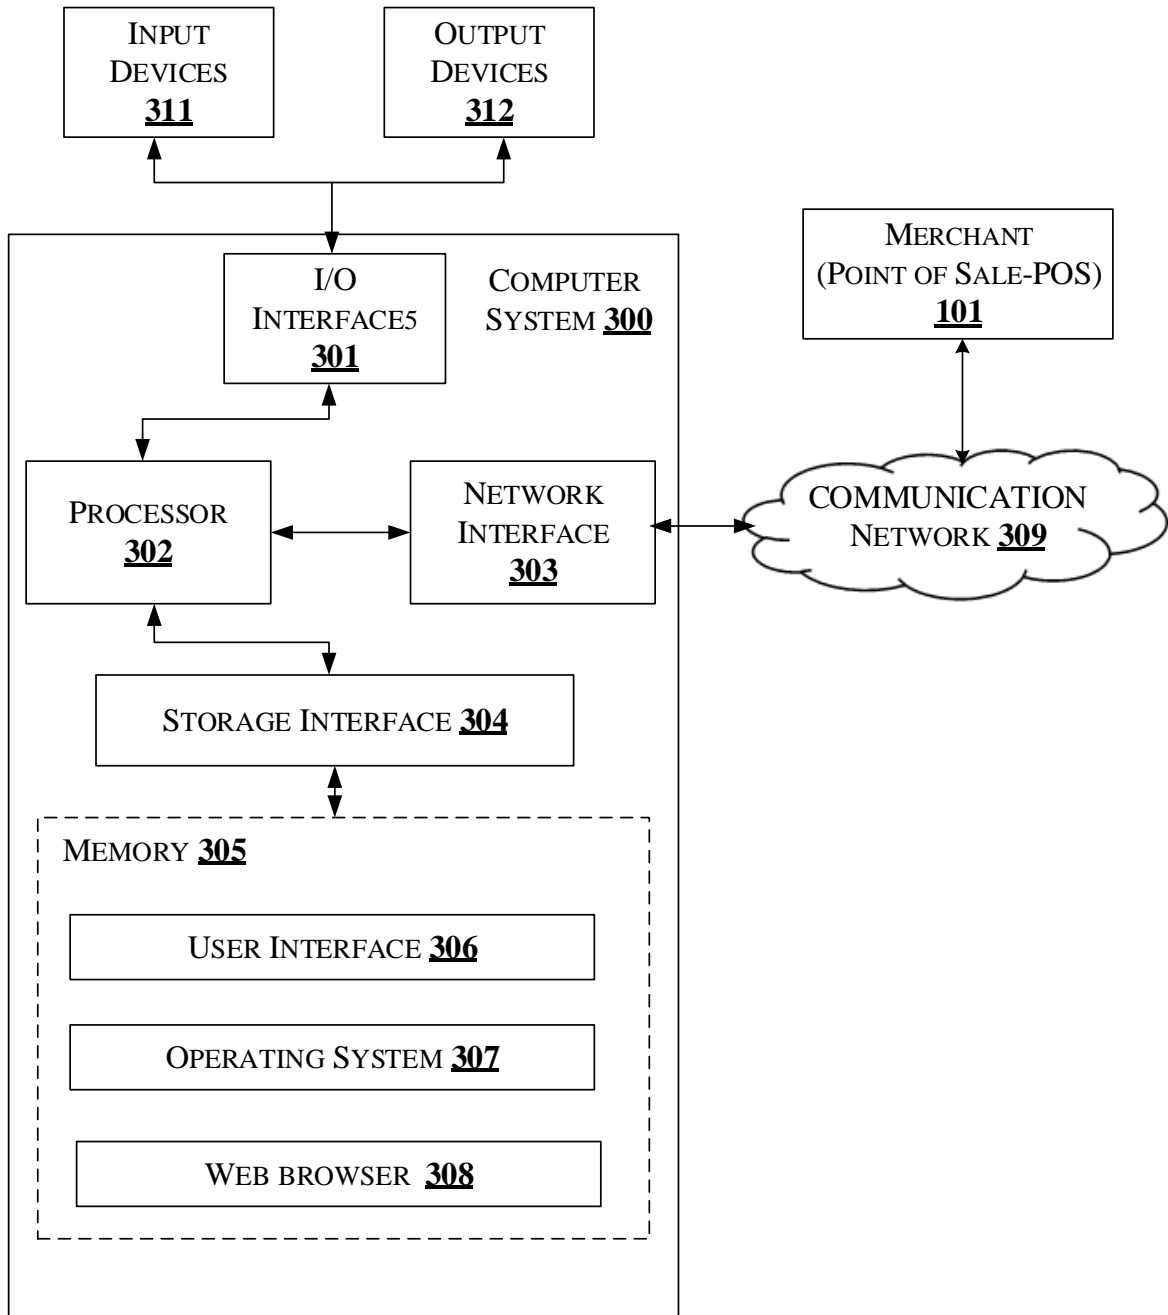 INPUT
DEVICES
311
OUTPUT
DEVICES
312
I/O
INTERFACE5
301
COMPUTER
SYSTEM 300
MERCHANT
(POINT OF SALE-POS)
101
PROCESSOR
302
NETWORK
INTERFACE
303
COMMUNICATION
NETWORK 309
STORAGE INTERFACE 304
MEMORY 305
USER INTERFACE 306
OPERATING SYSTEM 307
WEB BROWSER 308